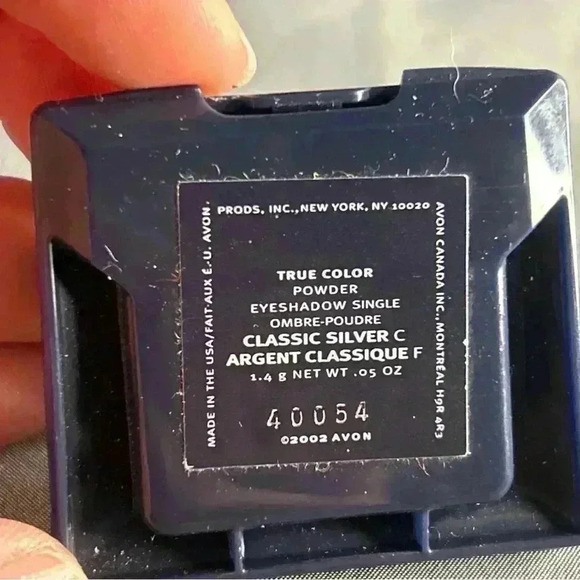 MADE IN THE USA/FAIT AUX É.-U. AVON
PRODS, INC., NEW YORK, NY 10020
AVON CANADA INC., MONTRÉAL H9R 4R3
TRUE COLOR
POWDER
EYESHADOW SINGLE
OMBRE-POUDRE
CLASSIC SILVER C
ARGENT CLASSIQUE F
1.4 g NET WT .05 OZ
40054
©2002 AVON